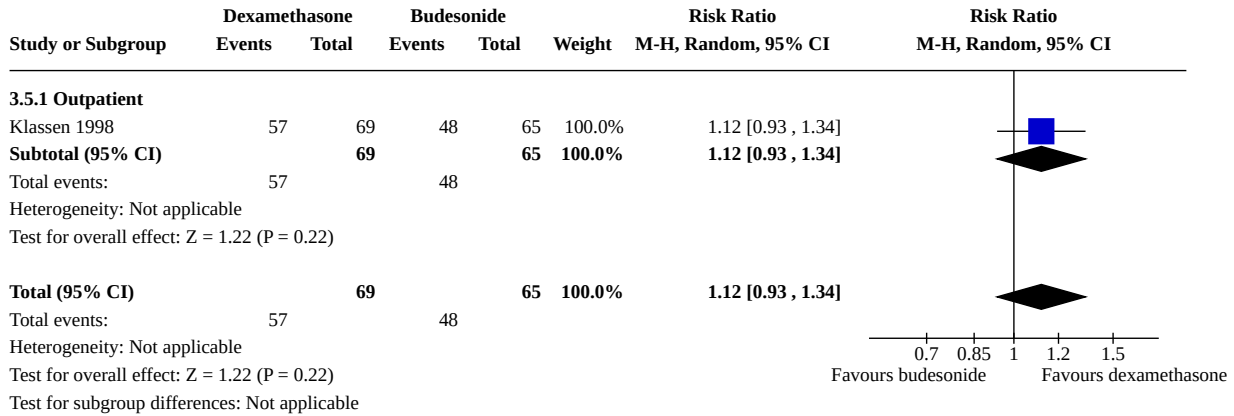 Dexamethasone Budesonide Risk Ratio Risk Ratio
Study or Subgroup Events Total Events Total Weight M-H, Random, 95% CI M-H, Random, 95% CI
3.5.1 Outpatient
Klassen 1998 57 69 48 65 100.0% 1.12 [0.93 , 1.34]
Subtotal (95% CI) 69 65 100.0% 1.12 [0.93 , 1.34]
Total events: 57 48
Heterogeneity: Not applicable
Test for overall effect: Z = 1.22 (P = 0.22)
Total (95% CI) 69 65 100.0% 1.12 [0.93 , 1.34]
Total events: 57 48
Heterogeneity: Not applicable
0.7 0.85 1 1.2 1.5
Test for overall effect: Z = 1.22 (P = 0.22)
Favours budesonide Favours dexamethasone
Test for subgroup differences: Not applicable